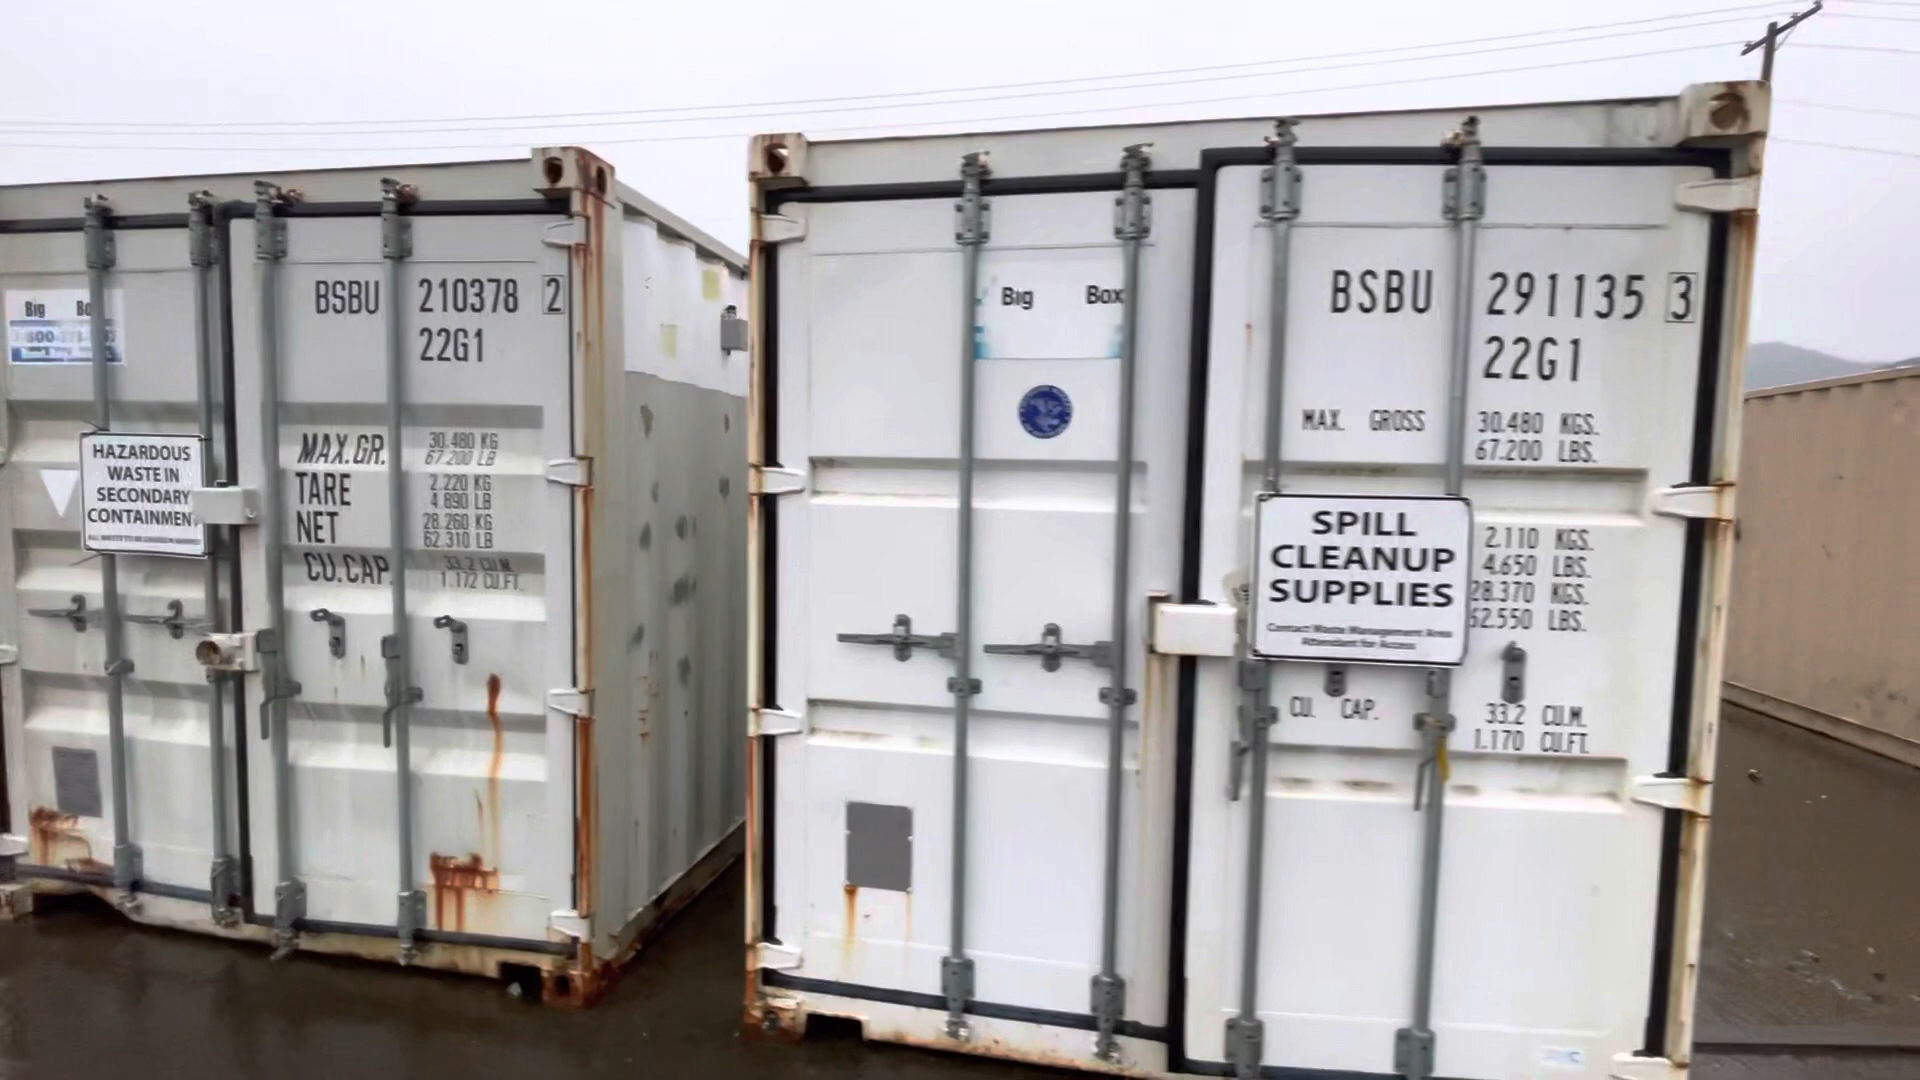 Big Bo
HAZARDOUS
WASTE IN
SECONDARY
CONTAINMENT
BSBU 210378 2
22G1
MAX.GR. 30.480 KG
67.200 LB
TARE 2.220 KG
4.890 LB
NET 28.260 KG
62.310 LB
CU.CAP. 33.2 CU.M.
1.172 CU.FT.
Big Box
BSBU 291135 3
22G1
MAX. GROSS 30.480 KGS.
67.200 LBS.
SPILL
CLEANUP
SUPPLIES
Contact Waste Management Area
Attendant for Access
2.110 KGS.
4.650 LBS.
28.370 KGS.
62.550 LBS.
CU. CAP. 33.2 CU.M.
1.170 CU.FT.